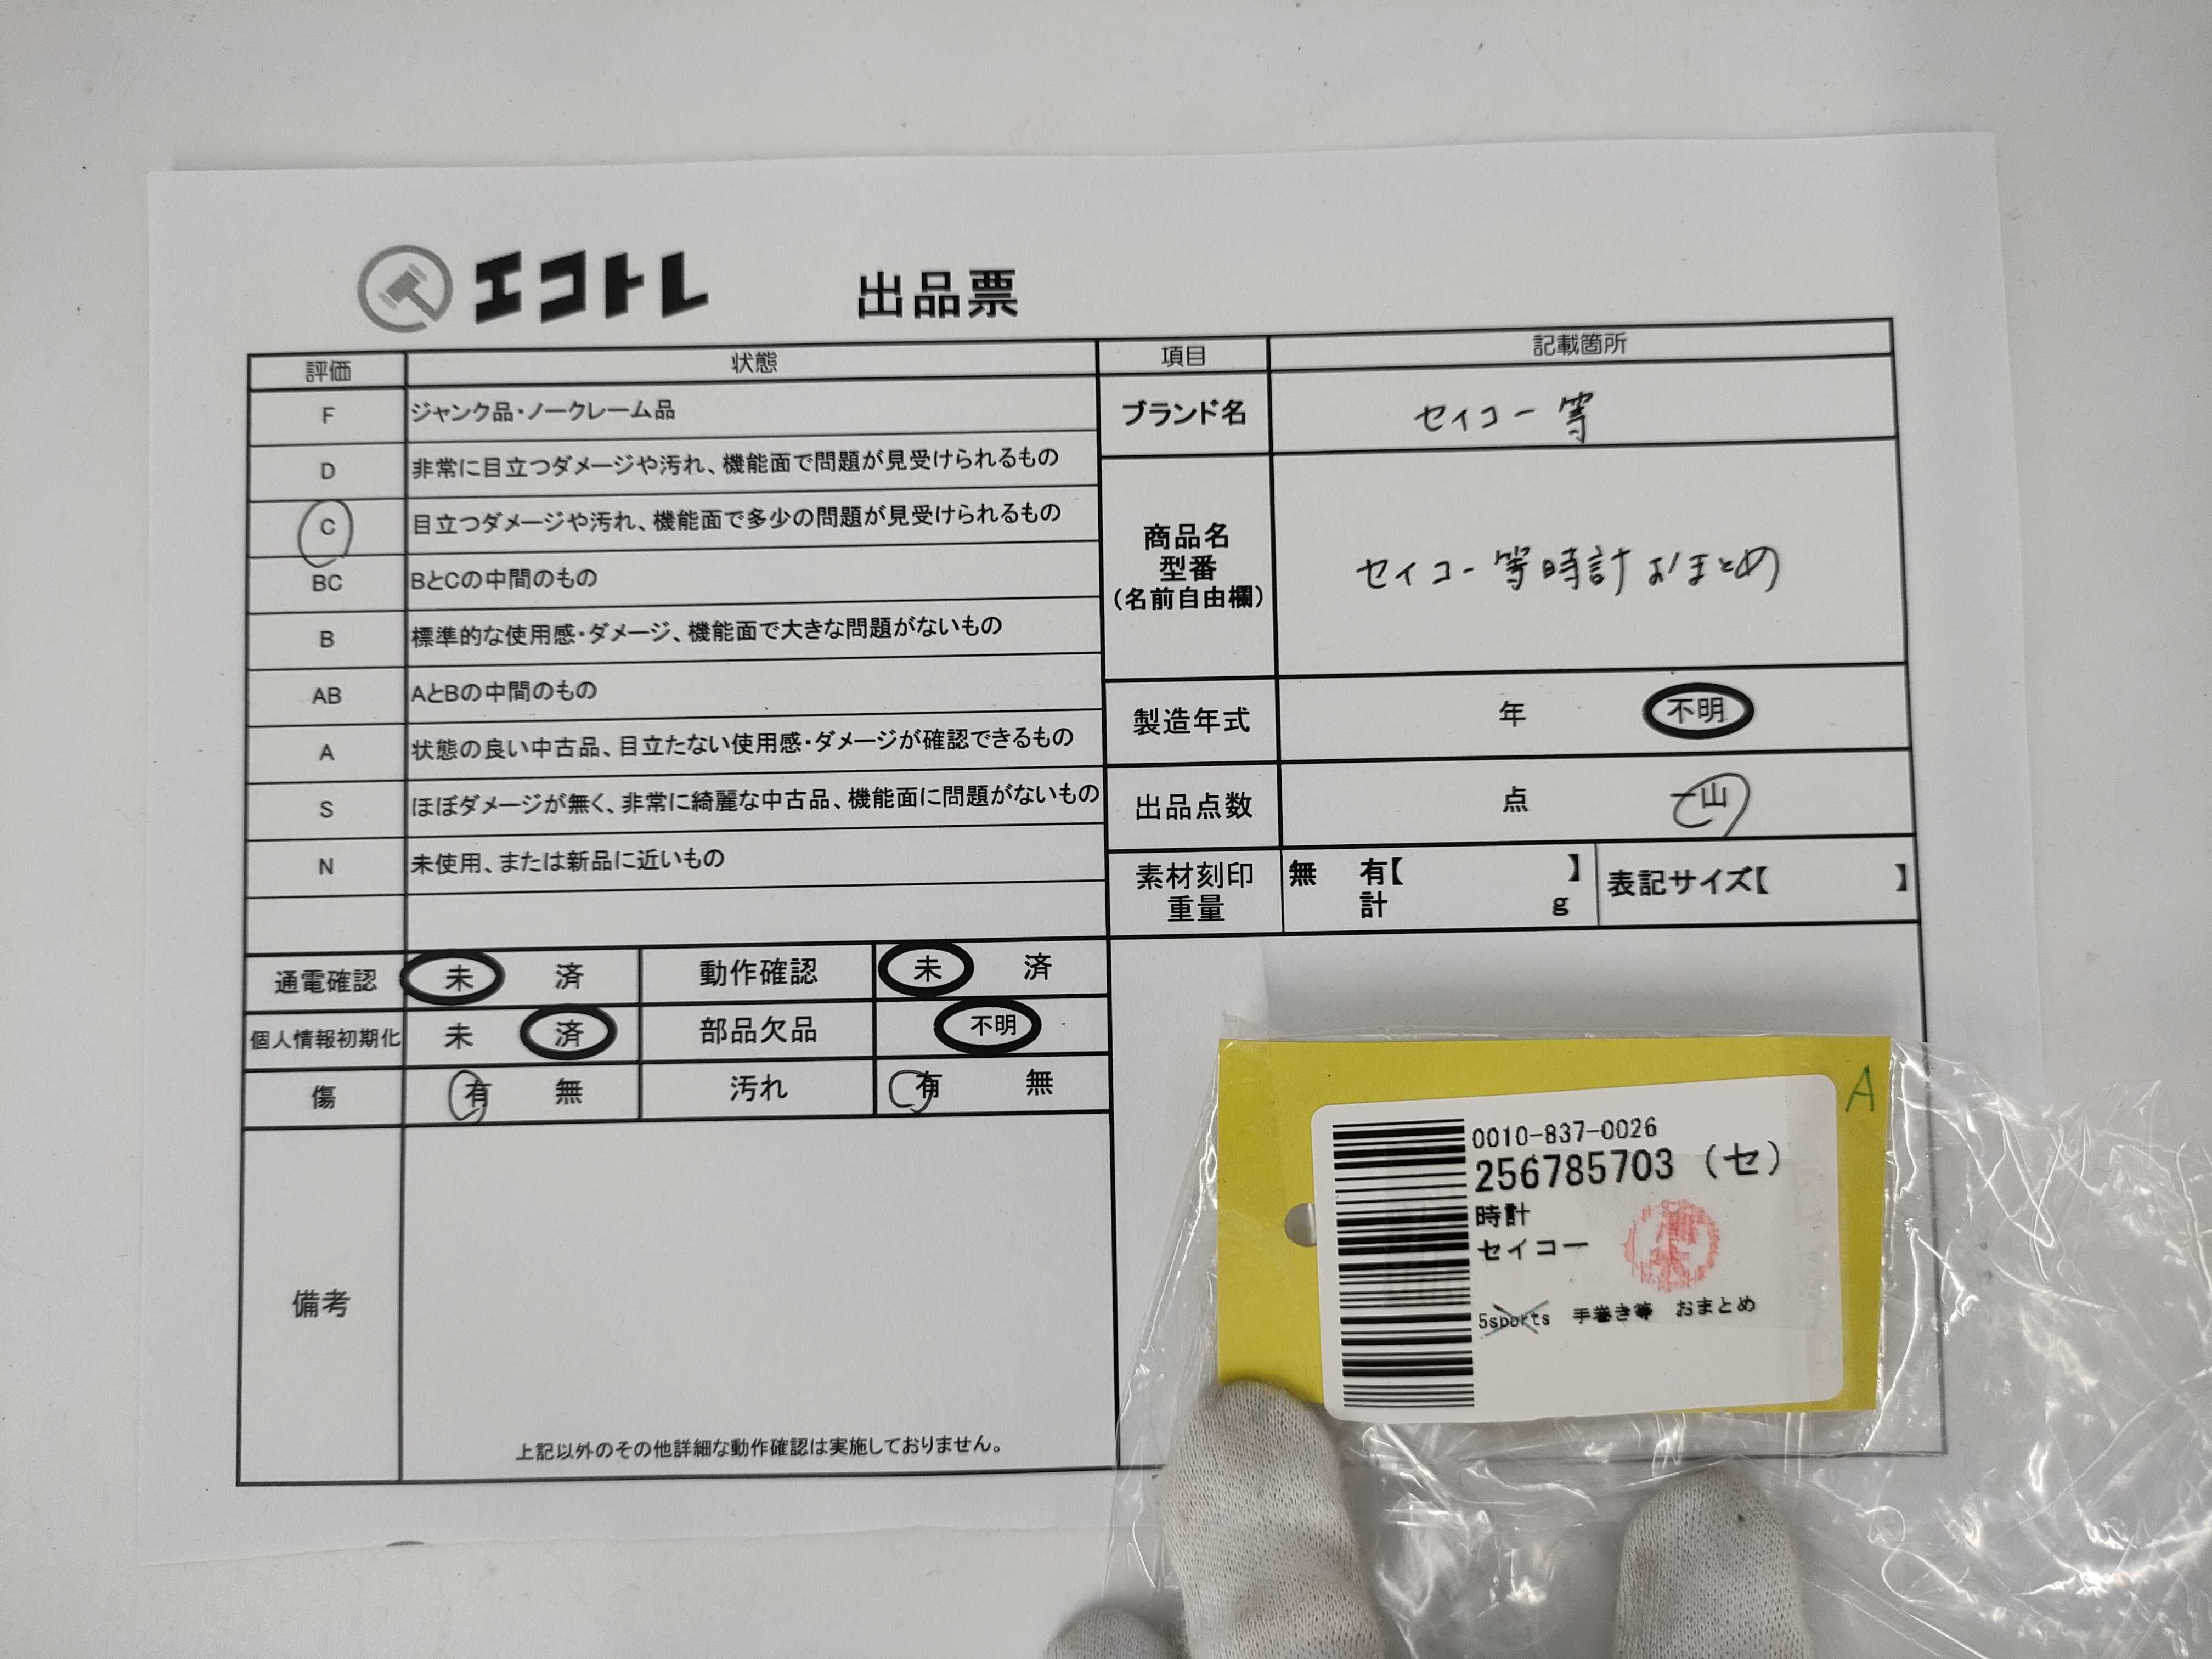 エコトレ 出品票
評価 状態
F ジャンク品・ノークレーム品
D 非常に目立つダメージや汚れ、機能面で問題が見受けられるもの
C 目立つダメージや汚れ、機能面で多少の問題が見受けられるもの
BC BとCの中間のもの
B 標準的な使用感・ダメージ、機能面で大きな問題がないもの
AB AとBの中間のもの
A 状態の良い中古品、目立たない使用感・ダメージが確認できるもの
S ほぼダメージが無く、非常に綺麗な中古品、機能面に問題がないもの
N 未使用、または新品に近いもの
通電確認 未 済 動作確認 未 済
個人情報初期化 未 済 部品欠品 不明
傷 有 無 汚れ 有 無
備考
上記以外のその他詳細な動作確認は実施しておりません。
項目 記載箇所
ブランド名 セイコー等
商品名
型番
(名前自由欄)
セイコー等時計おまとめ
製造年式 年 不明
出品点数 点 一山
素材刻印 無 有【 】 表記サイズ【 】
重量 計 g
A
0010-837-0026
256785703 (セ)
時計
セイコー
5sports 手巻き等 おまとめ